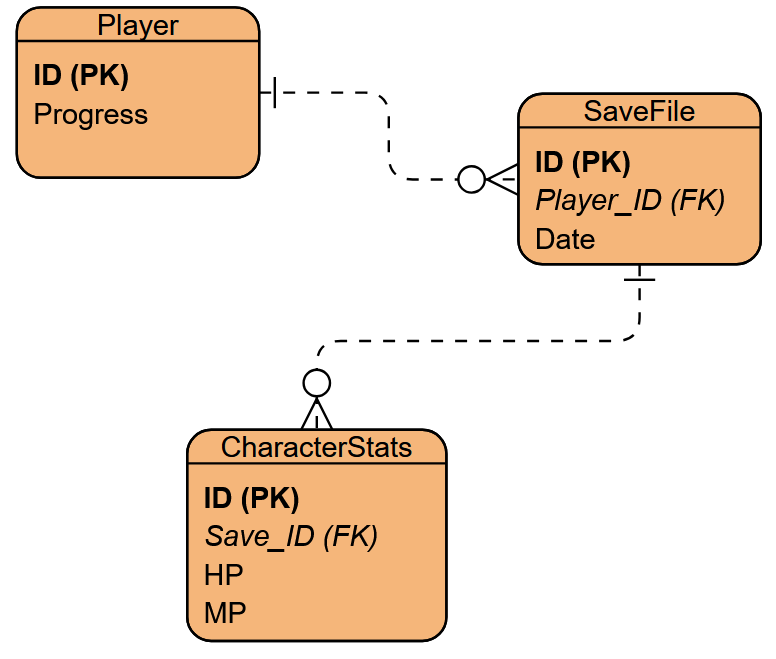 Player
ID (PK)
Progress
SaveFile
ID (PK)
Player_ID (FK)
Date
CharacterStats
ID (PK)
Save_ID (FK)
HP
MP